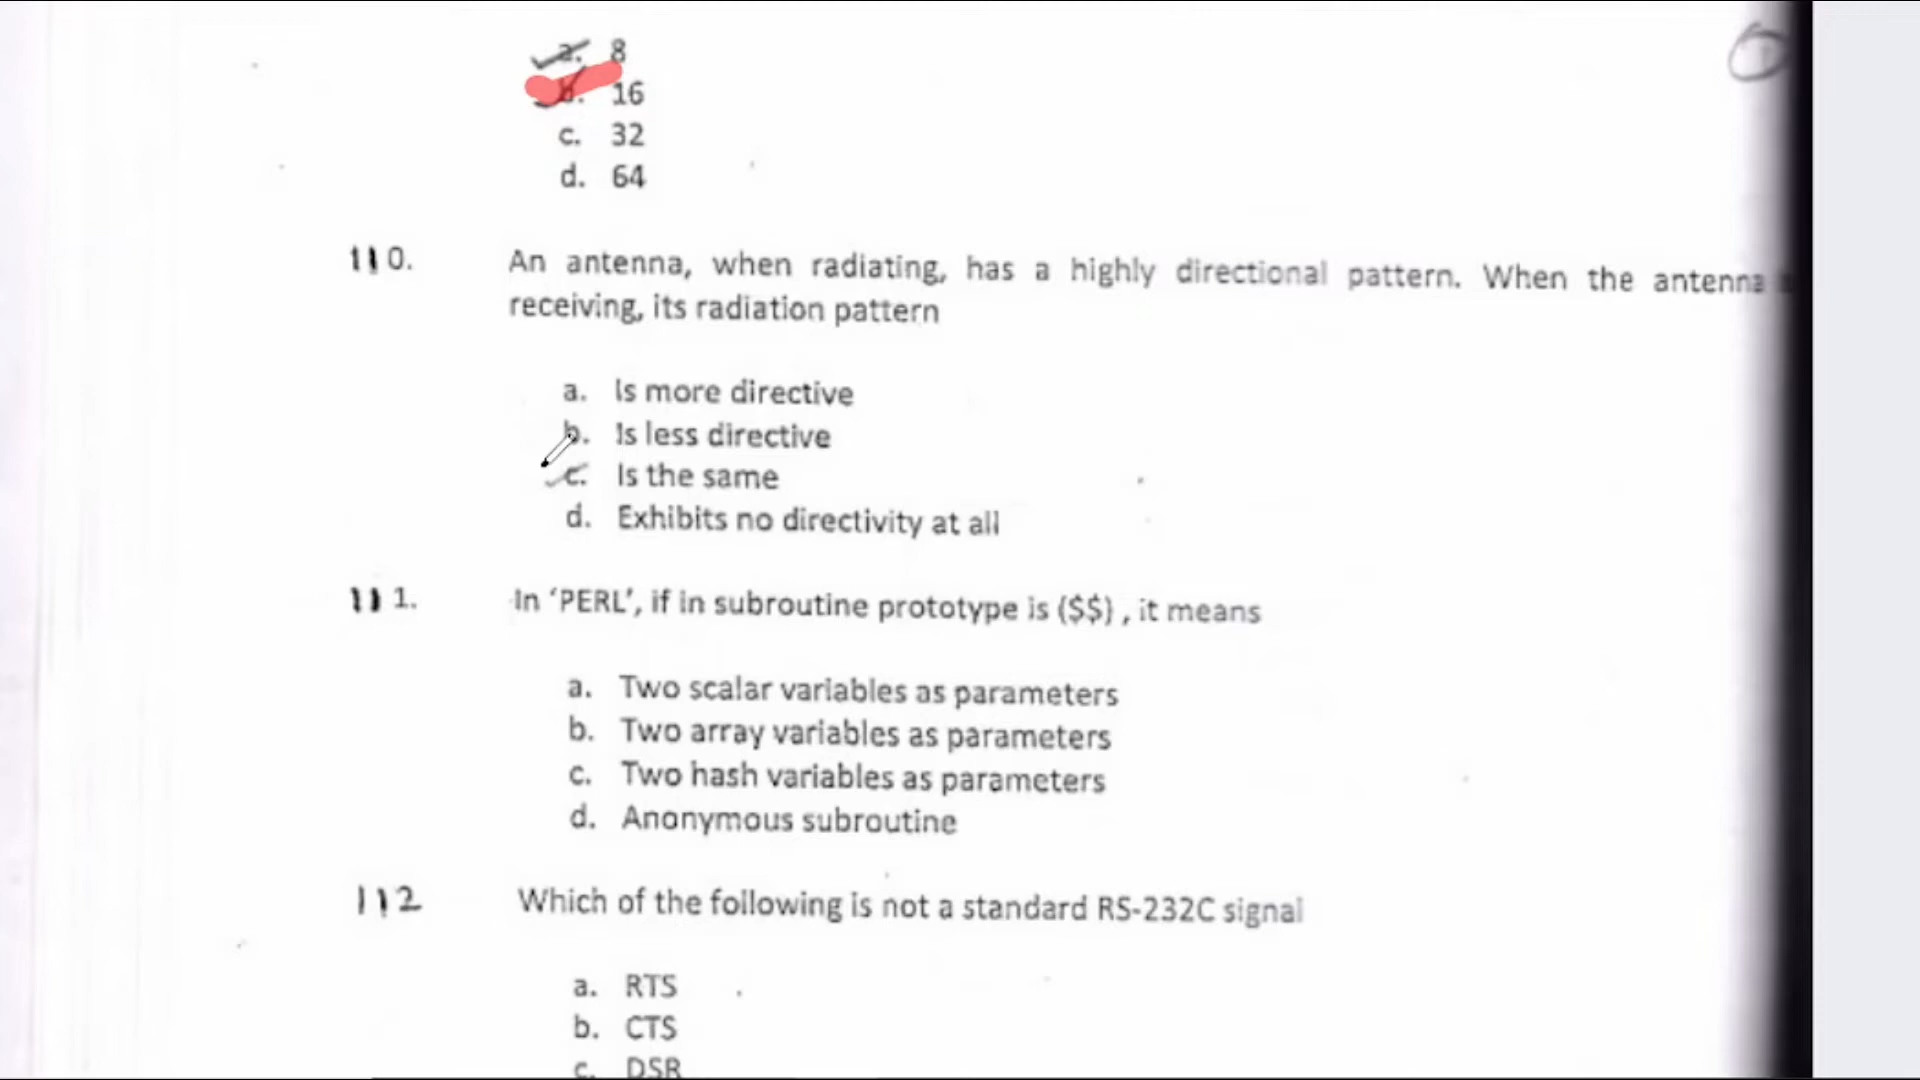 a. 8
b. 16
c. 32
d. 64
110. An antenna, when radiating, has a highly directional pattern. When the antenna
receiving, its radiation pattern
a. Is more directive
b. Is less directive
c. Is the same
d. Exhibits no directivity at all
111. In ‘PERL’, if in subroutine prototype is ($$) , it means
a. Two scalar variables as parameters
b. Two array variables as parameters
c. Two hash variables as parameters
d. Anonymous subroutine
112 Which of the following is not a standard RS-232C signal
a. RTS
b. CTS
c. DSR